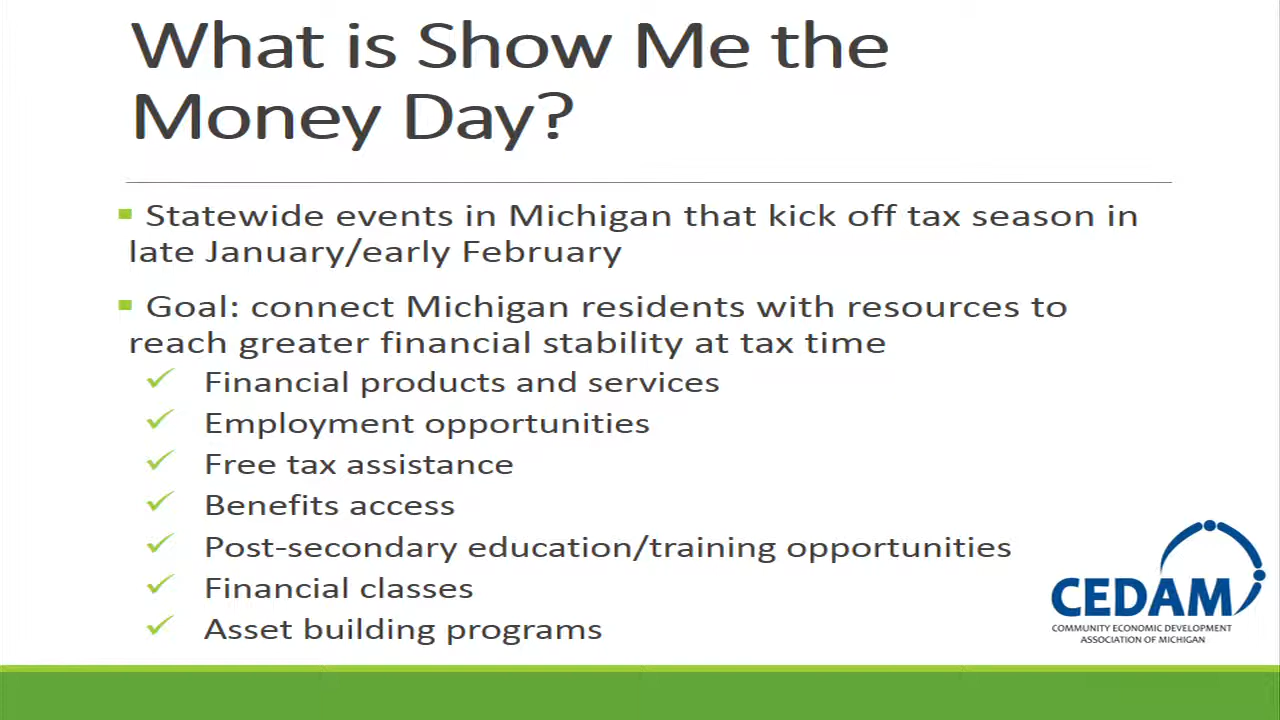 What is Show Me the
Money Day?
Statewide events in Michigan that kick off tax season in
late January/early February
Goal: connect Michigan residents with resources to
reach greater financial stability at tax time
Financial products and services
Employment opportunities
Free tax assistance
Benefits access
Post-secondary education/training opportunities
Financial classes
Asset building programs
CEDAM
COMMUNITY ECONOMIC DEVELOPMENT
ASSOCIATION OF MICHIGAN